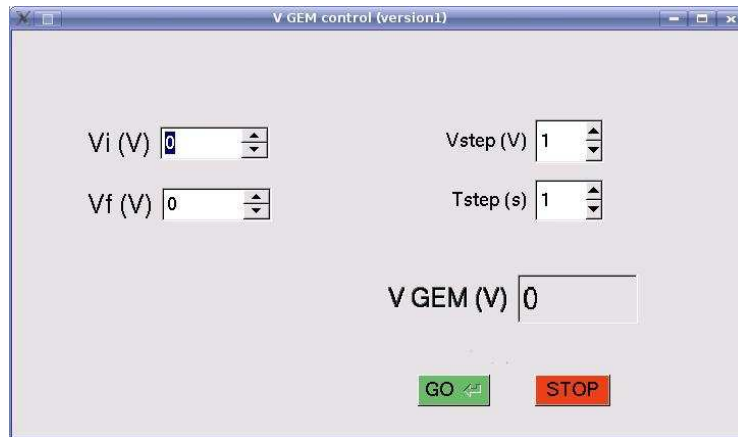 V GEM control (version1)
Vi (V) 0
Vstep (V) 1
Vf (V) 0
Tstep (s) 1
V GEM (V) 0
GO
STOP